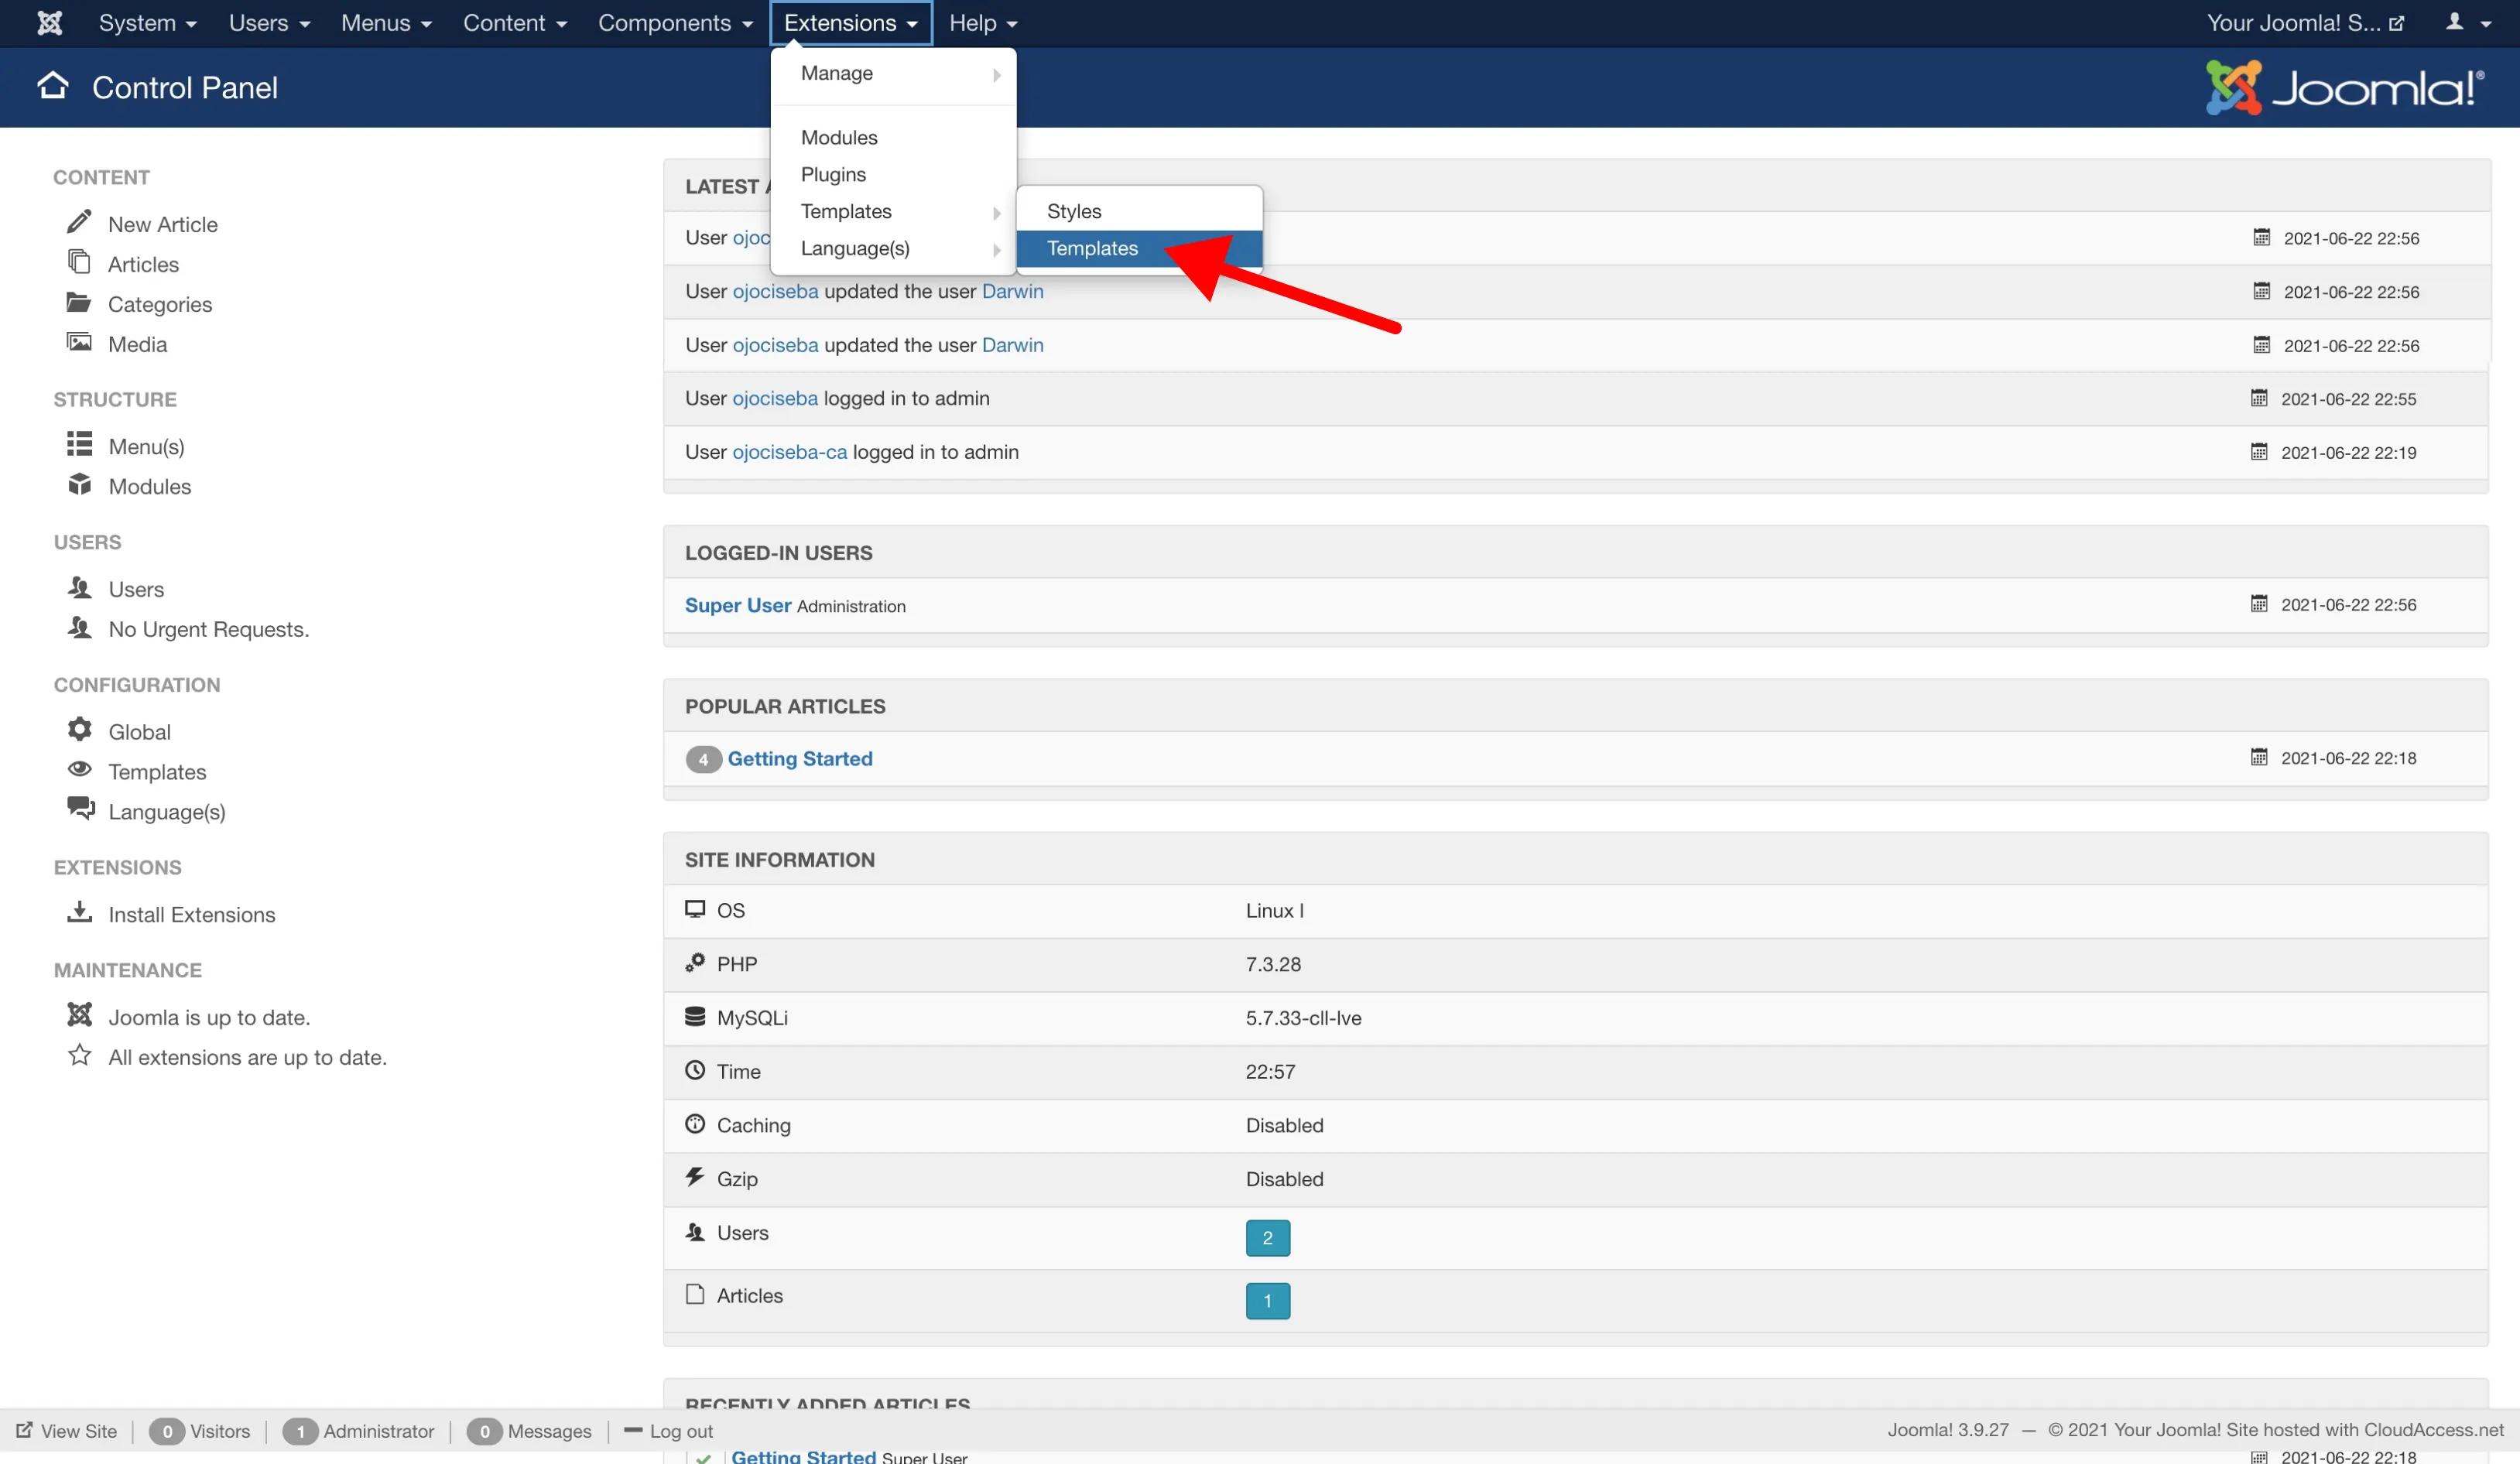 System Users Menus Content Components Extensions Help Your Joomla! S...
Control Panel
Joomla!®
Manage
Modules
Plugins
Templates
Language(s)
Styles
Templates
CONTENT
New Article
Articles
Categories
Media
STRUCTURE
Menu(s)
Modules
USERS
Users
No Urgent Requests.
CONFIGURATION
Global
Templates
Language(s)
EXTENSIONS
Install Extensions
MAINTENANCE
Joomla is up to date.
All extensions are up to date.
LATEST A
User ojoc 2021-06-22 22:56
User ojociseba updated the user Darwin 2021-06-22 22:56
User ojociseba updated the user Darwin 2021-06-22 22:56
User ojociseba logged in to admin 2021-06-22 22:55
User ojociseba-ca logged in to admin 2021-06-22 22:19
LOGGED-IN USERS
Super User Administration 2021-06-22 22:56
POPULAR ARTICLES
4 Getting Started 2021-06-22 22:18
SITE INFORMATION
OS Linux l
PHP 7.3.28
MySQLi 5.7.33-cll-lve
Time 22:57
Caching Disabled
Gzip Disabled
Users 2
Articles 1
RECENTLY ADDED ARTICLES
View Site 0 Visitors 1 Administrator 0 Messages Log out Joomla! 3.9.27 — © 2021 Your Joomla! Site hosted with CloudAccess.net
Getting Started Super User 2021-06-22 22:18